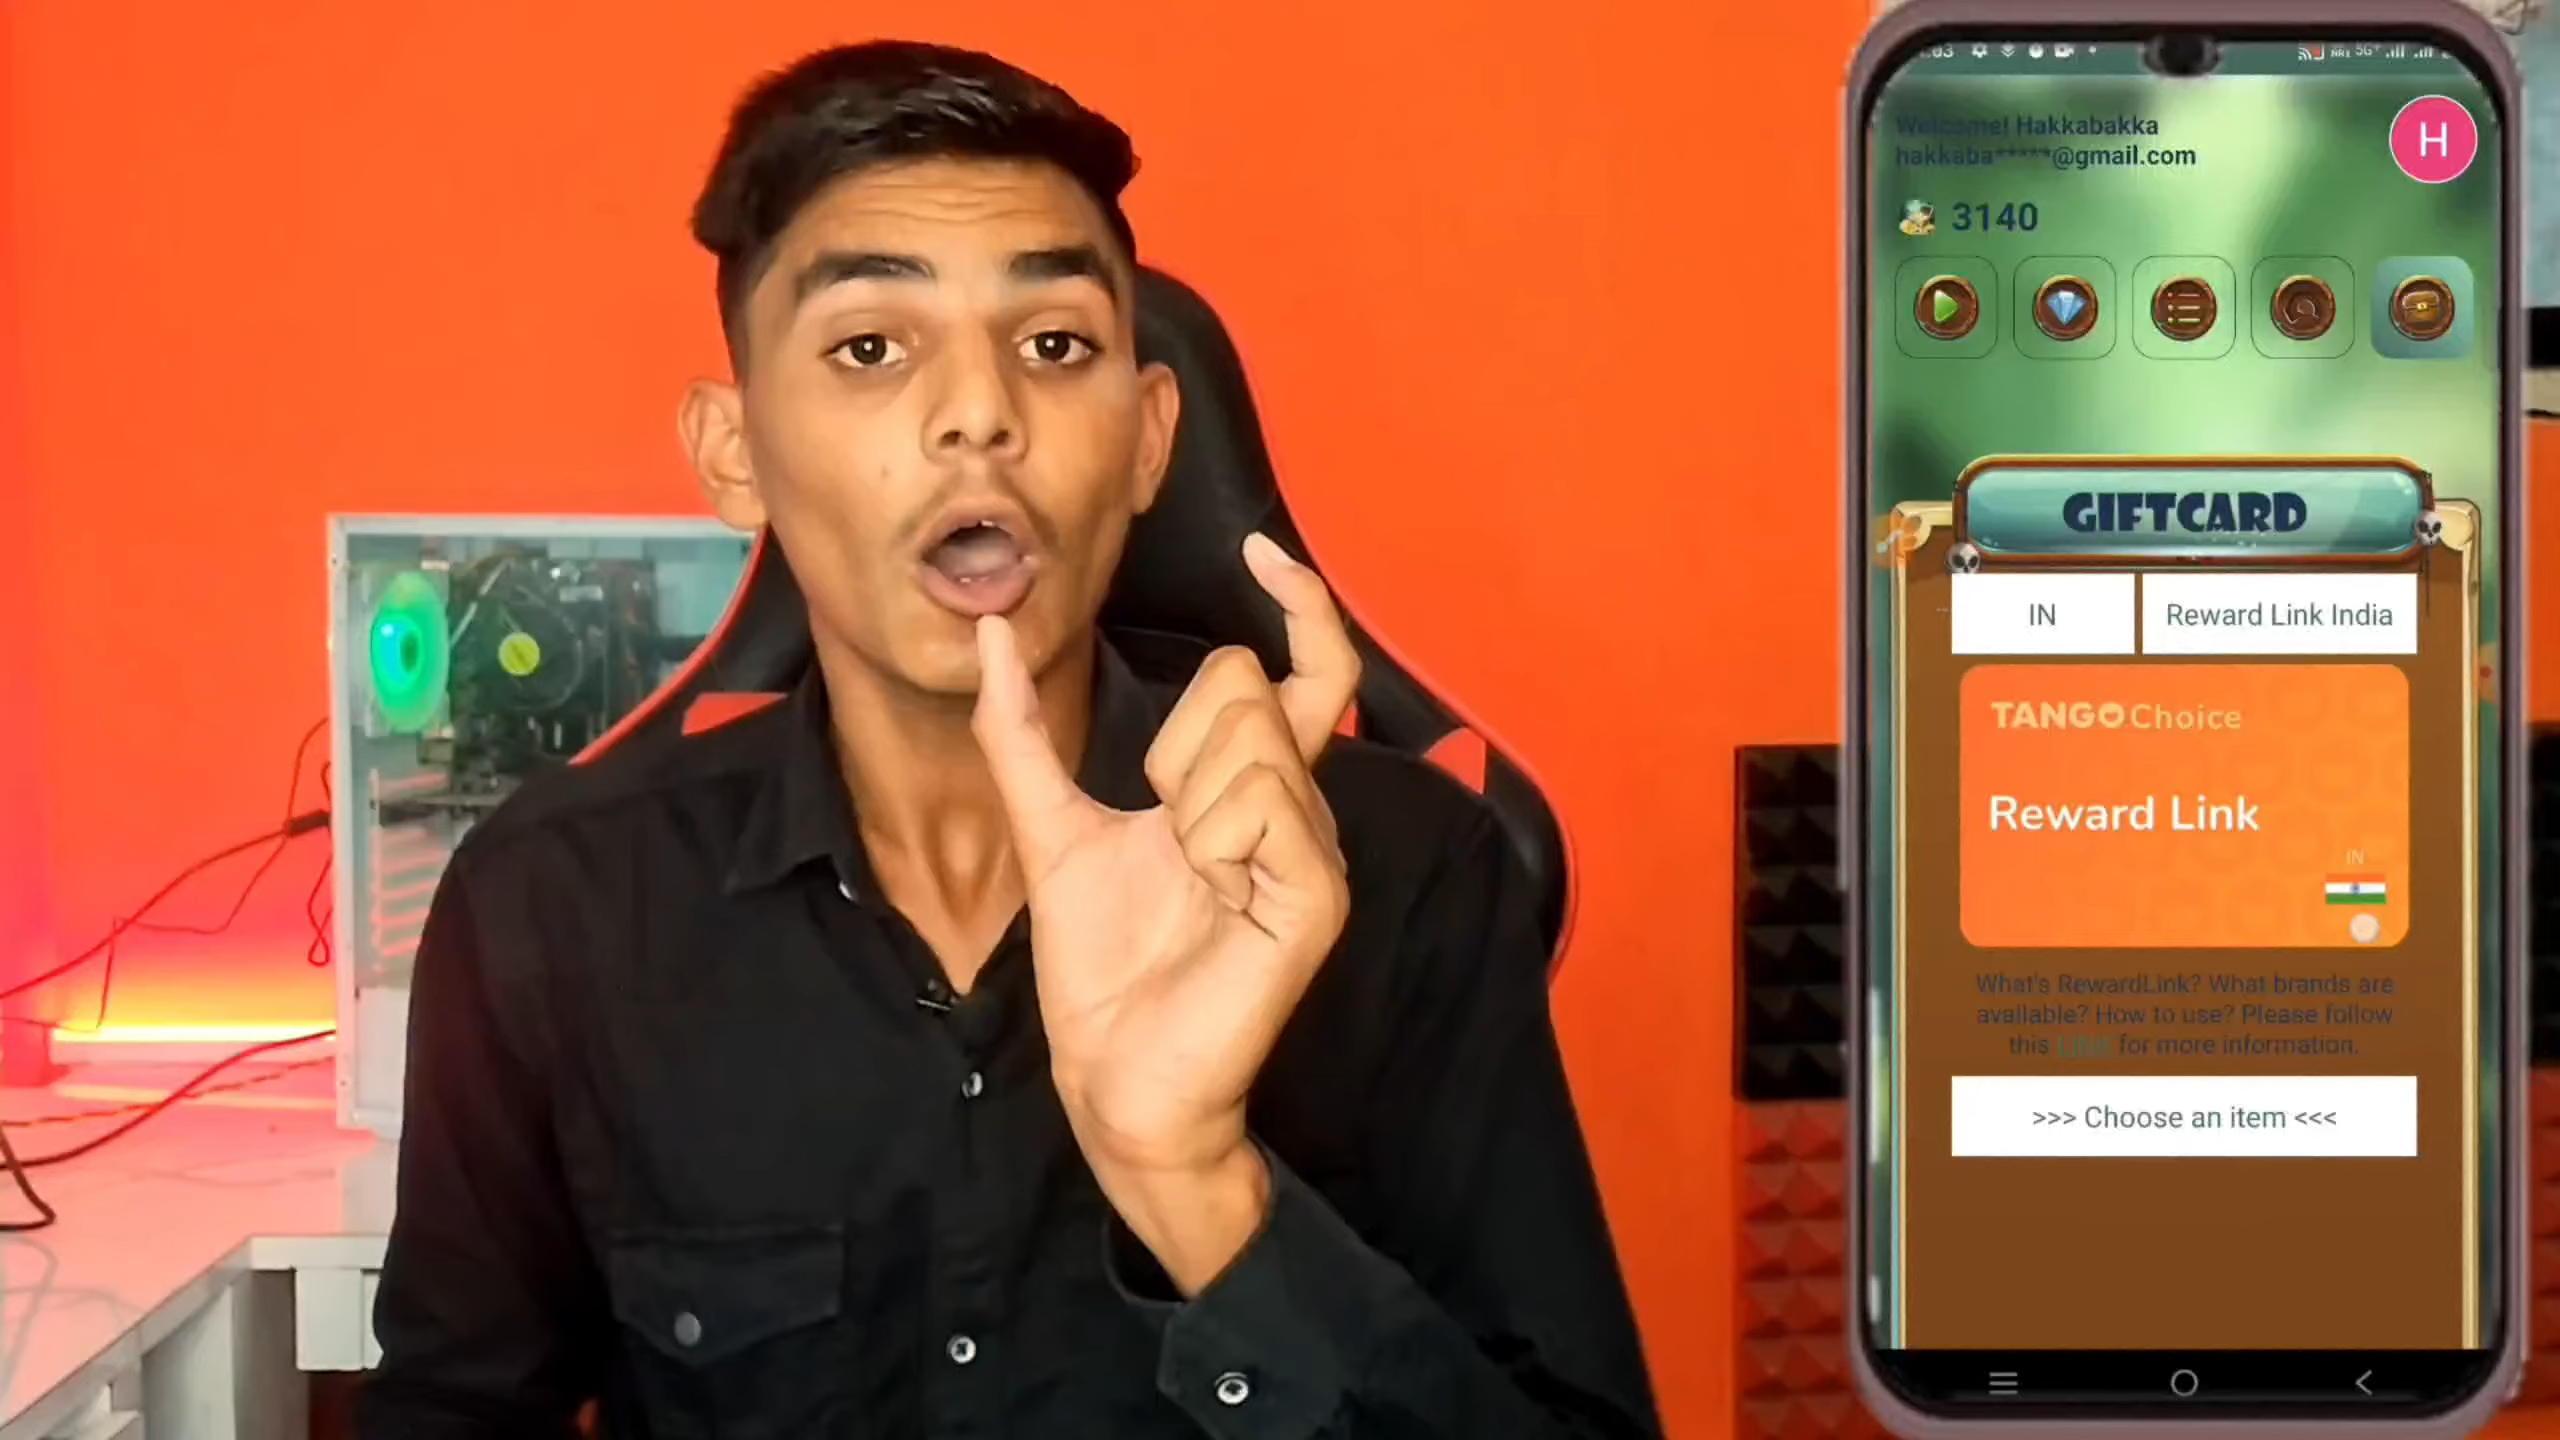 Welcome! Hakkabakka
hakkaba*****@gmail.com
H
3140
GIFTCARD
IN
Reward Link India
TANGO Choice
Reward Link
IN
What's RewardLink? What brands are
available? How to use? Please follow
this Link for more information.
>>> Choose an item <<<